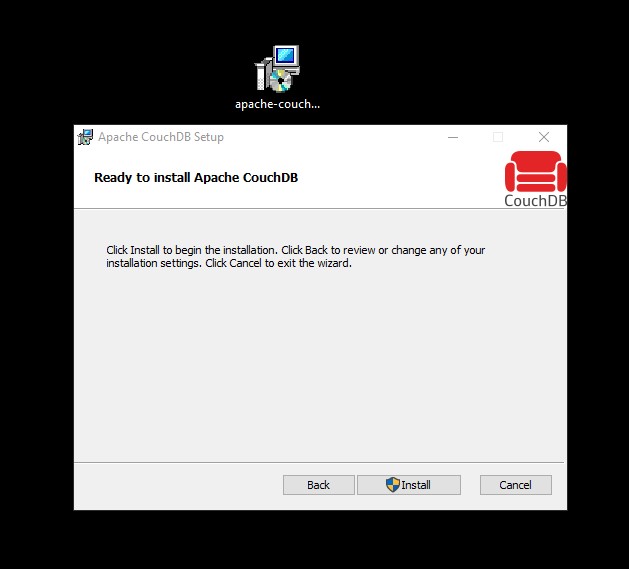 apache-couch...
Apache CouchDB Setup
Ready to install Apache CouchDB
CouchDB
Click Install to begin the installation. Click Back to review or change any of your
installation settings. Click Cancel to exit the wizard.
Back
Install
Cancel